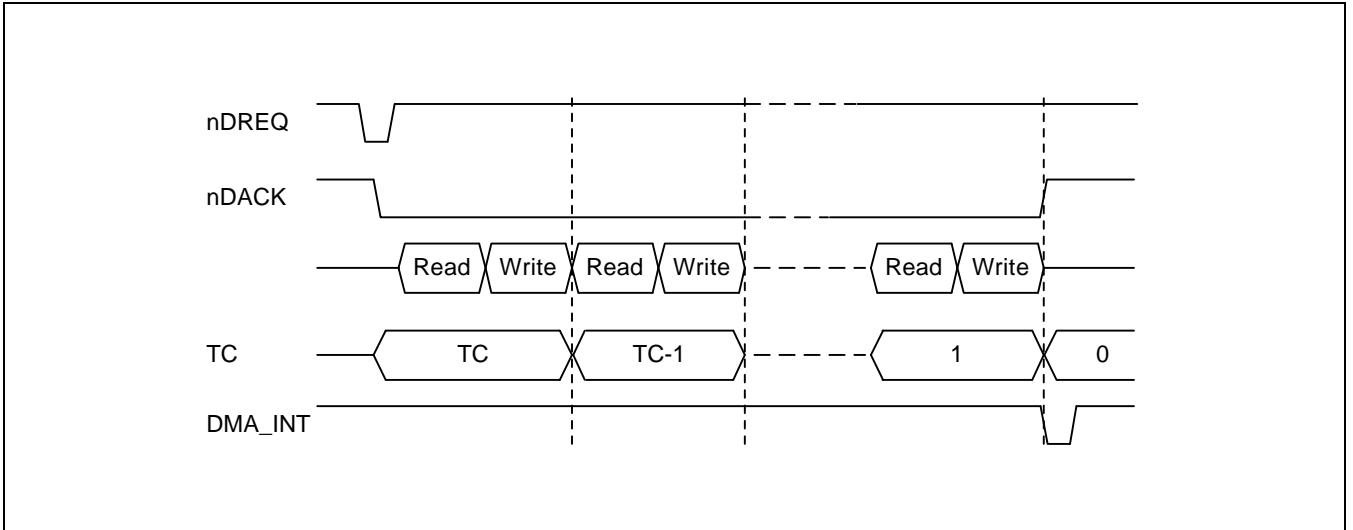 nDREQ
nDACK
Read Write Read Write Read Write
TC TC TC-1 1 0
DMA_INT